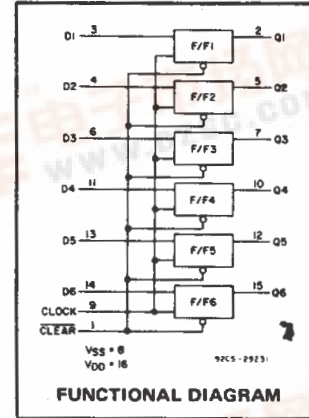 D1 3 F/F1 2 Q1
D2 4 F/F2 5 Q2
D3 6 F/F3 7 Q3
D4 11 F/F4 10 Q4
D5 13 F/F5 12 Q5
D6 14 F/F6 15 Q6
CLOCK 9
CLEAR 1
VSS = 8
VDD = 16
92CS-29231
FUNCTIONAL DIAGRAM